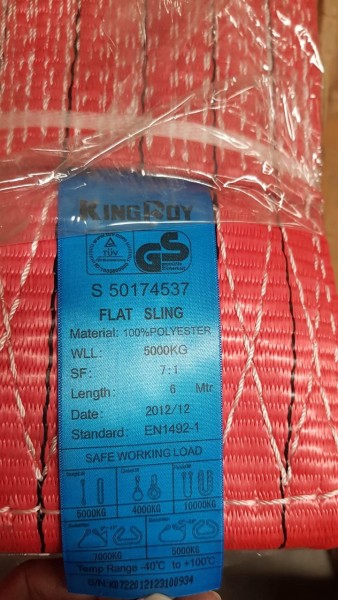 KINGROY
TÜV
GS
S 50174537
FLAT SLING
Material: 100%POLYESTER
WLL: 5000KG
SF: 7:1
Length: 6 Mtr
Date: 2012/12
Standard: EN1492-1
SAFE WORKING LOAD
5000KG 4000KG 10000KG
7000KG 5000KG
Temp Range -40°C to +100°C